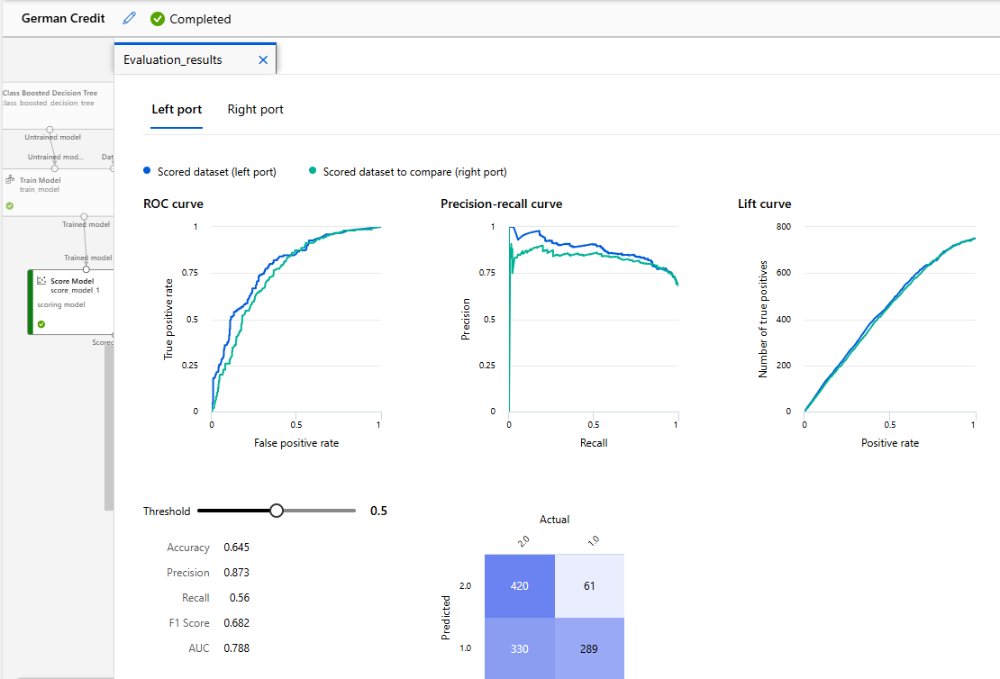 German Credit
Completed
Evaluation_results
Class Boosted Decision Tree
class_boosted_decision_tree
Untrained model
Untrained mod...
Dat
Train Model
train_model
Trained model
Trained model
Score Model
score_model_1
scoring model
Scored
Left port Right port
Scored dataset (left port) Scored dataset to compare (right port)
ROC curve
1
0.75
0.5
0.25
0
True positive rate
0 0.5 1
False positive rate
Precision-recall curve
1
0.75
0.5
0.25
0
Precision
0 0.5 1
Recall
Lift curve
800
600
400
200
0
Number of true positives
0 0.5 1
Positive rate
Threshold 0.5
Accuracy 0.645
Precision 0.873
Recall 0.56
F1 Score 0.682
AUC 0.788
Actual
2.0 1.0
Predicted
2.0 420 61
1.0 330 289